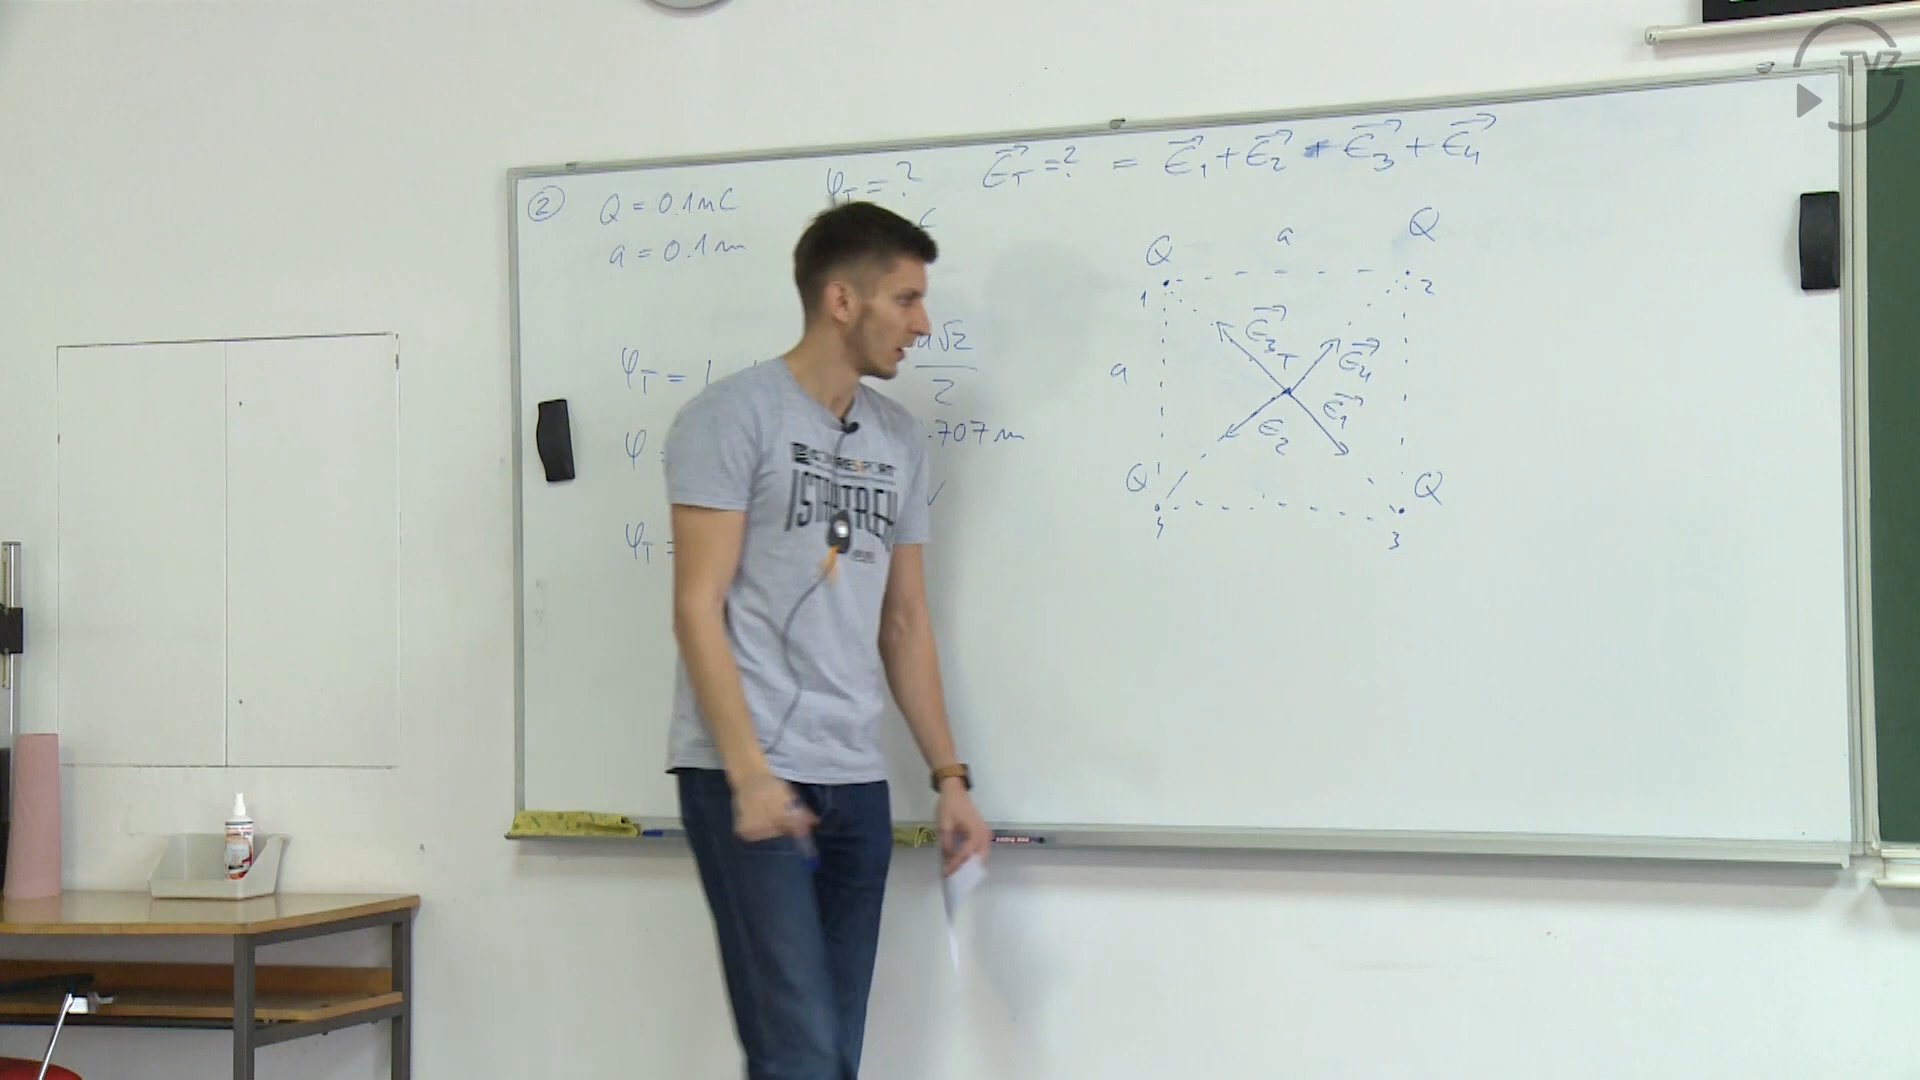 TVZ
② Q = 0.1mC φT = ? E⃗T = ? = E⃗1 + E⃗2 + E⃗3 + E⃗4
a = 0.1m C
Q a Q
1 2
E⃗3 T E⃗4
φT = a√2
2
a
E⃗1
E2
φ = .707m
Q Q
4 3
φT =
ISTRATREK